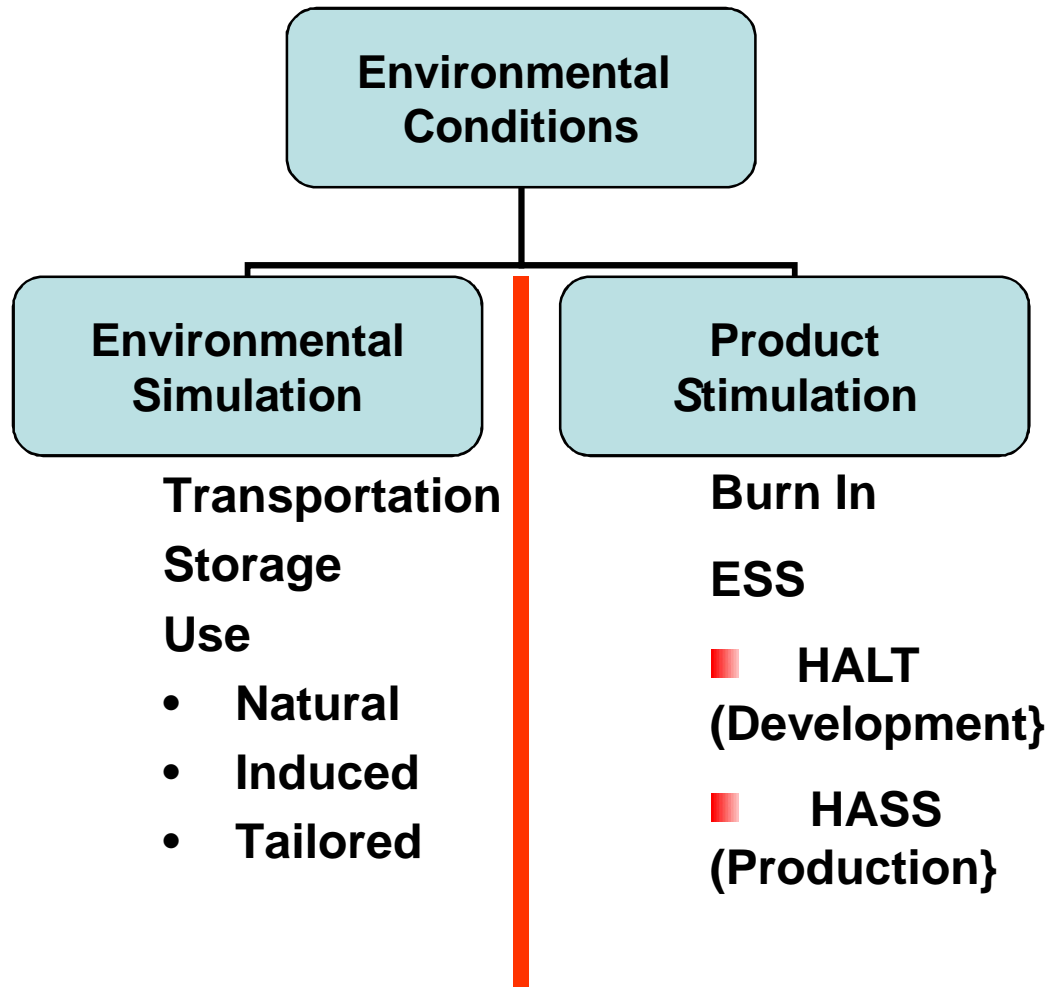 Environmental
Conditions
Environmental
Simulation
Transportation
Storage
Use
• Natural
• Induced
• Tailored
Product
Stimulation
Burn In
ESS
HALT
(Development}
HASS
(Production}